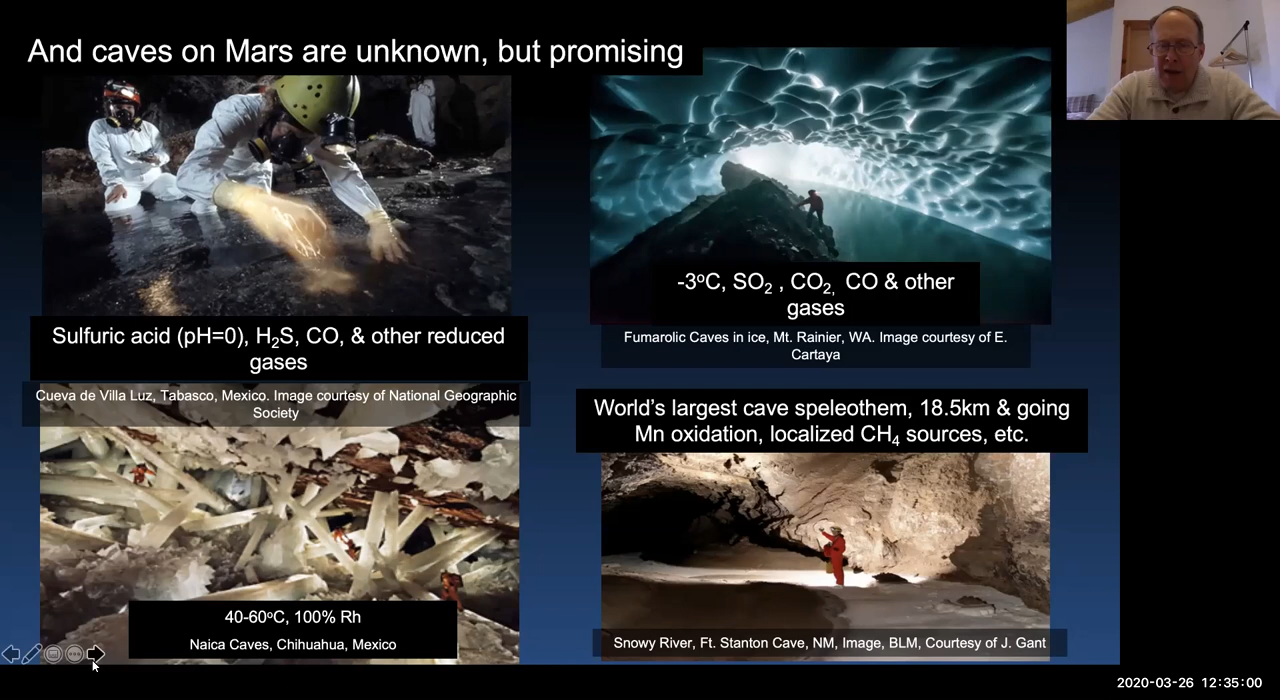 And caves on Mars are unknown, but promising
Sulfuric acid (pH=0), H₂S, CO, & other reduced
gases
Cueva de Villa Luz, Tabasco, Mexico. Image courtesy of National Geographic
Society
-3ºC, SO₂ , CO₂, CO & other
gases
Fumarolic Caves in ice, Mt. Rainier, WA. Image courtesy of E.
Cartaya
40-60ºC, 100% Rh
Naica Caves, Chihuahua, Mexico
World’s largest cave speleothem, 18.5km & going
Mn oxidation, localized CH₄ sources, etc.
Snowy River, Ft. Stanton Cave, NM, Image, BLM, Courtesy of J. Gant
2020-03-26 12:35:00